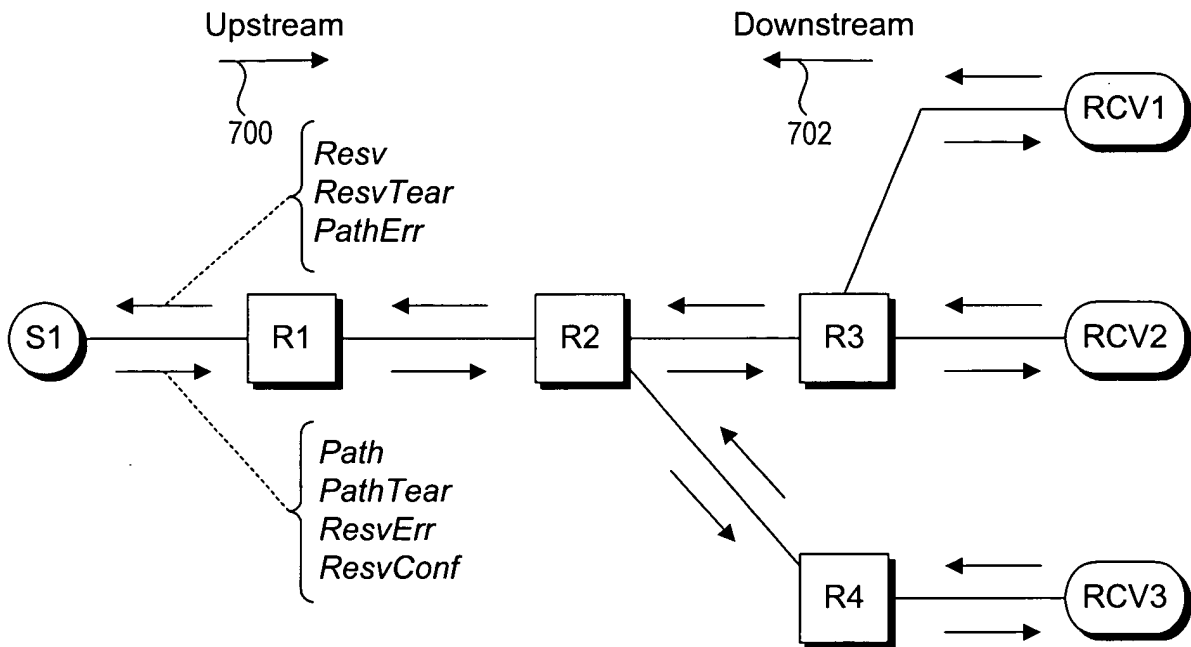 Upstream
Downstream
700
702
RCV1
Resv
ResvTear
PathErr
S1
R1
R2
R3
RCV2
Path
PathTear
ResvErr
ResvConf
R4
RCV3